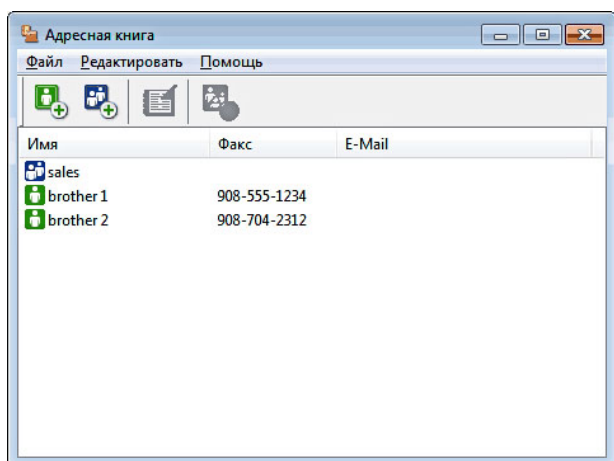 Адресная книга
Файл Редактировать Помощь
Имя Факс E-Mail
sales
brother 1 908-555-1234
brother 2 908-704-2312